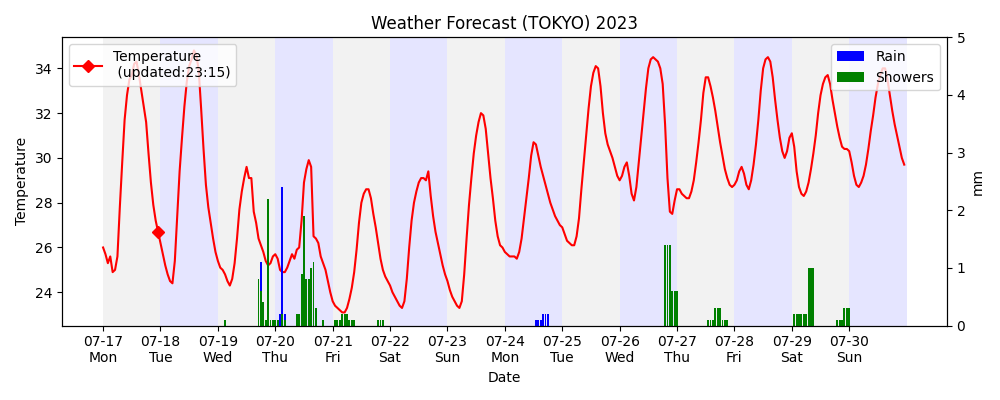 Weather Forecast (TOKYO) 2023
Temperature
(updated:23:15)
Rain
Showers
Temperature
34
32
30
28
26
24
5
4
3
2
1
0
mm
07-17 07-18 07-19 07-20 07-21 07-22 07-23 07-24 07-25 07-26 07-27 07-28 07-29 07-30
Mon Tue Wed Thu Fri Sat Sun Mon Tue Wed Thu Fri Sat Sun
Date